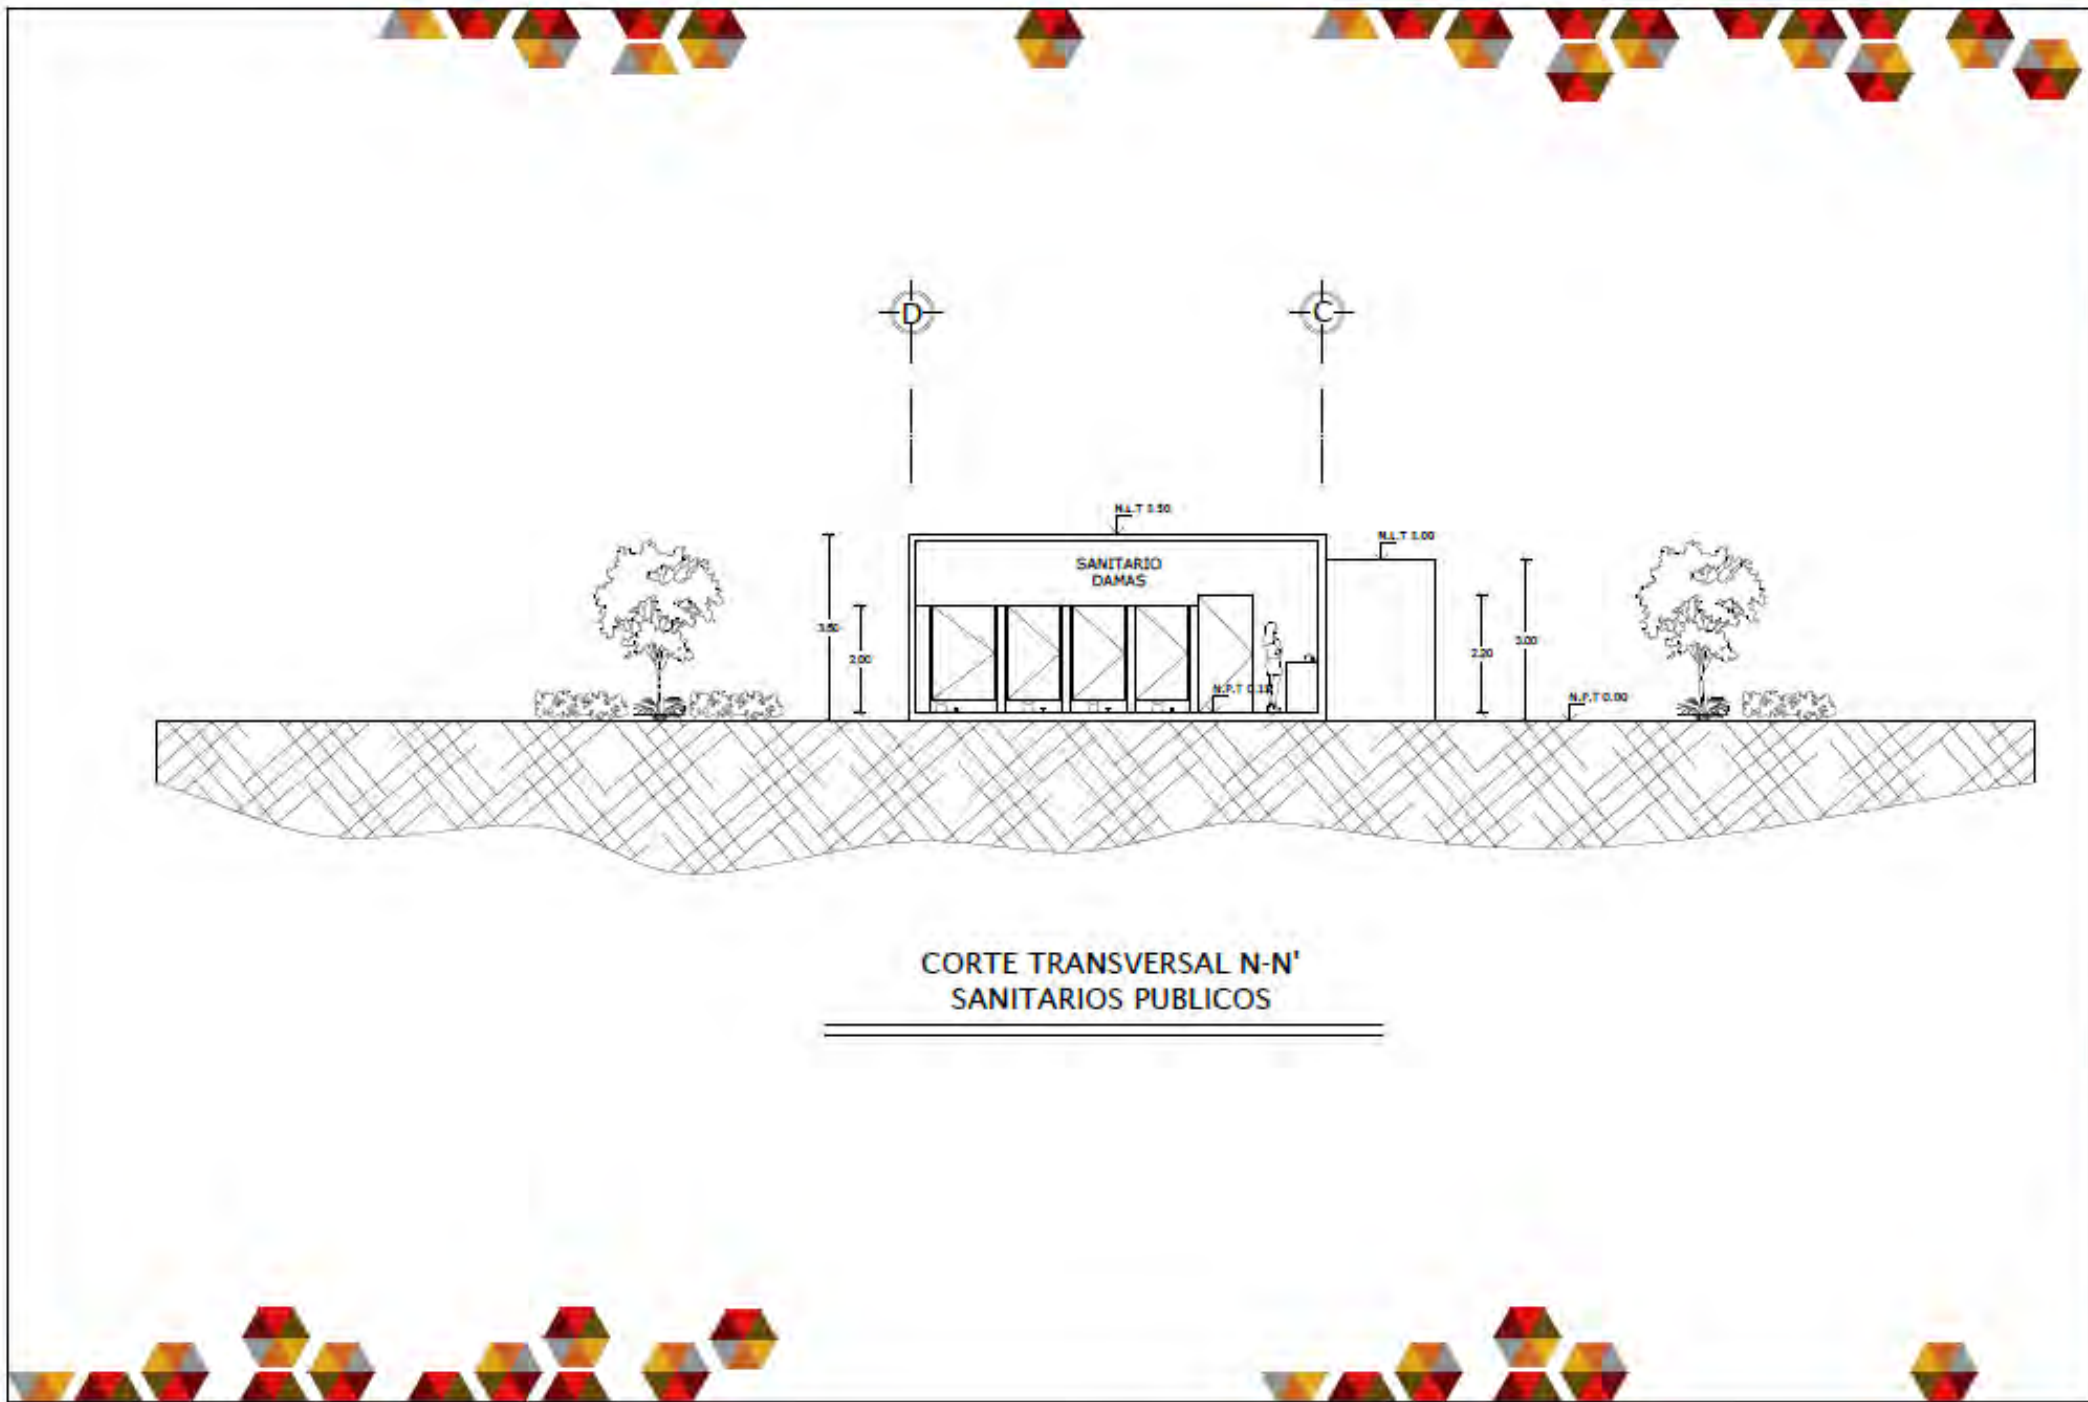 D
C
N.L.T 3.50
N.L.T 3.00
SANITARIO
DAMAS
3.50
2.00
2.20
3.00
N.P.T
N.P.T 0.00
CORTE TRANSVERSAL N-N'
SANITARIOS PUBLICOS